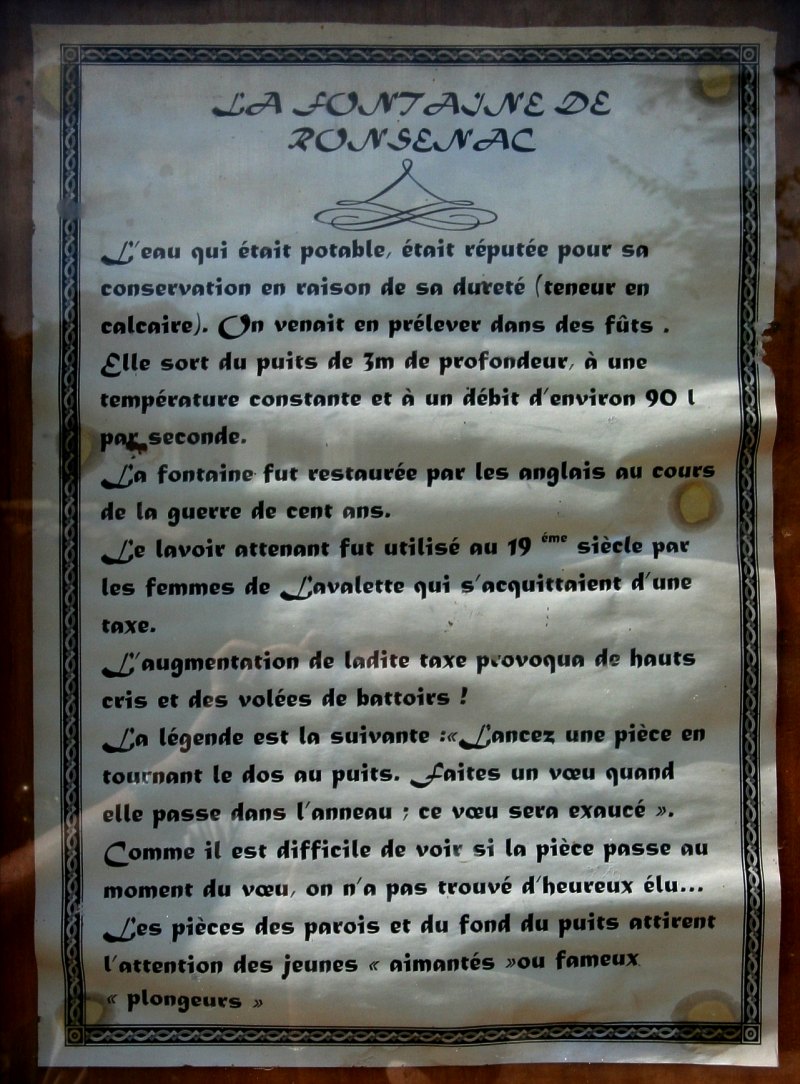 LA FONTAINE DE
RONSENAC
L'eau qui était potable, était réputée pour sa
conservation en raison de sa dureté (teneur en
calcaire). On venait en prélever dans des fûts .
Elle sort du puits de 3m de profondeur, à une
température constante et à un débit d'environ 90 l
par seconde.
La fontaine fut restaurée par les anglais au cours
de la guerre de cent ans.
Le lavoir attenant fut utilisé au 19 éme siècle par
les femmes de Lavalette qui s'acquittaient d'une
taxe.
L'augmentation de ladite taxe provoqua de hauts
cris et des volées de battoirs !
La légende est la suivante :«Lancez une pièce en
tournant le dos au puits. Faites un vœu quand
elle passe dans l'anneau ; ce vœu sera exaucé ».
Comme il est difficile de voir si la pièce passe au
moment du vœu, on n'a pas trouvé d'heureux élu...
Les pièces des parois et du fond du puits attirent
l'attention des jeunes « aimantés »ou fameux
« plongeurs »